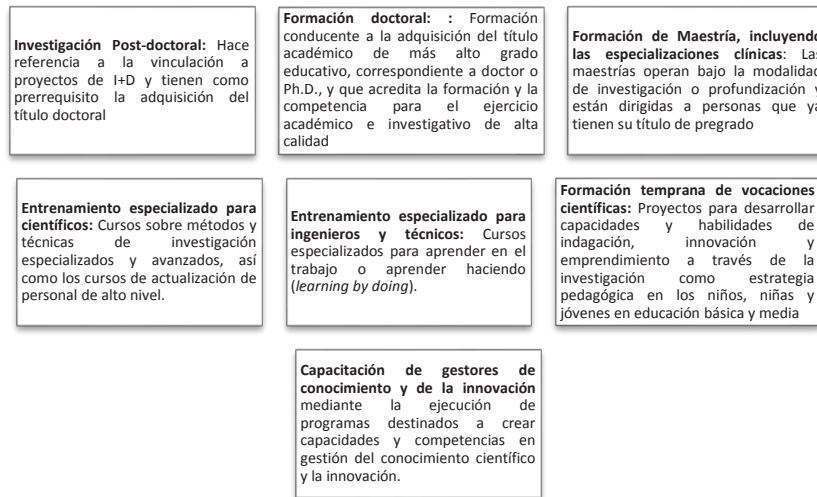 Investigación Post-doctoral: Hace
referencia a la vinculación a
proyectos de I+D y tienen como
prerrequisito la adquisición del
título doctoral
Formación doctoral: : Formación
conducente a la adquisición del título
académico de más alto grado
educativo, correspondiente a doctor o
Ph.D., y que acredita la formación y la
competencia para el ejercicio
académico e investigativo de alta
calidad
Formación de Maestría, incluyendo
las especializaciones clínicas: Las
maestrías operan bajo la modalidad
de investigación o profundización y
están dirigidas a personas que ya
tienen su título de pregrado
Entrenamiento especializado para
científicos: Cursos sobre métodos y
técnicas de investigación
especializados y avanzados, así
como los cursos de actualización de
personal de alto nivel.
Entrenamiento especializado para
ingenieros y técnicos: Cursos
especializados para aprender en el
trabajo o aprender haciendo
(learning by doing).
Formación temprana de vocaciones
científicas: Proyectos para desarrollar
capacidades y habilidades de
indagación, innovación y
emprendimiento a través de la
investigación como estrategia
pedagógica en los niños, niñas y
jóvenes en educación básica y media
Capacitación de gestores de
conocimiento y de la innovación
mediante la ejecución de
programas destinados a crear
capacidades y competencias en
gestión del conocimiento científico
y la innovación.